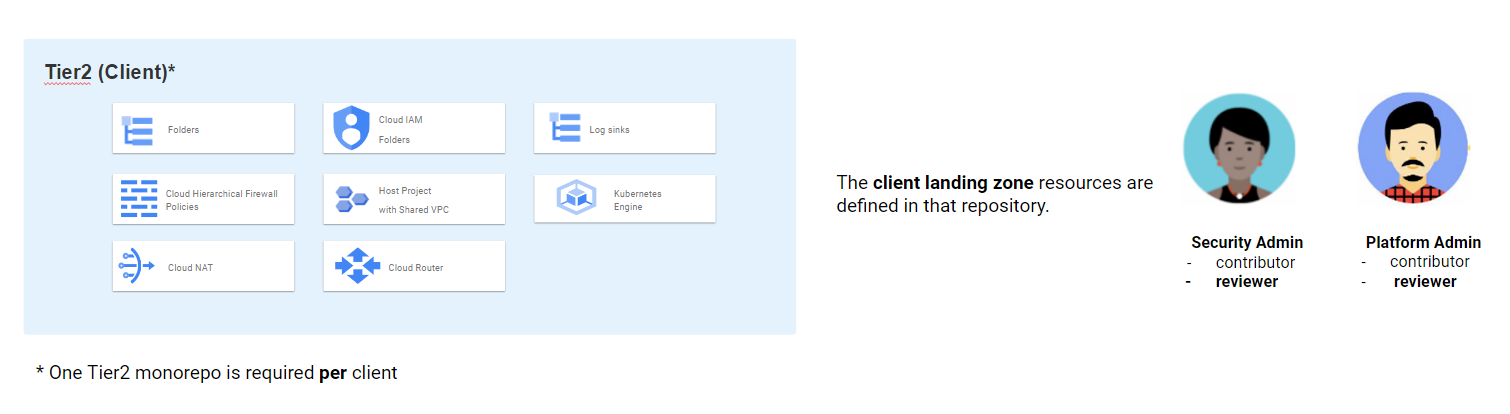 Tier2 (Client)*
Folders
Cloud IAM
Folders
Log sinks
Cloud Hierarchical Firewall
Policies
Host Project
with Shared VPC
Kubernetes
Engine
Cloud NAT
Cloud Router
* One Tier2 monorepo is required per client
The client landing zone resources are
defined in that repository.
Security Admin
- contributor
- reviewer
Platform Admin
- contributor
- reviewer